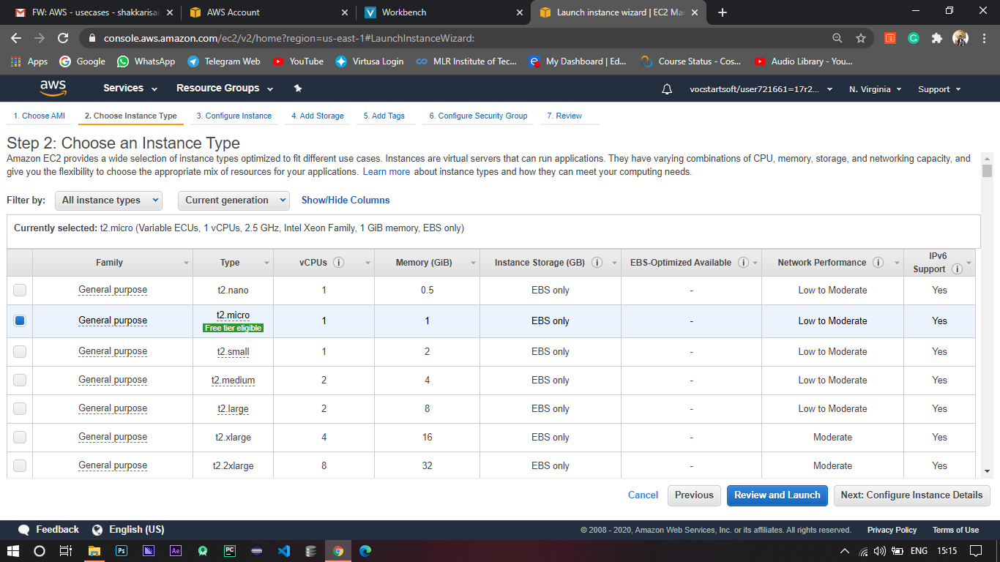 FW: AWS - usecases - shakkarisai
AWS Account
Workbench
Launch instance wizard | EC2 Man
console.aws.amazon.com/ec2/v2/home?region=us-east-1#LaunchInstanceWizard:
Apps Google WhatsApp Telegram Web YouTube Virtusa Login MLR Institute of Tec... My Dashboard | Ed... Course Status - Cos... Audio Library - You...
aws Services Resource Groups vocstartsoft/user721661=17r2... N. Virginia Support
1. Choose AMI 2. Choose Instance Type 3. Configure Instance 4. Add Storage 5. Add Tags 6. Configure Security Group 7. Review
Step 2: Choose an Instance Type
Amazon EC2 provides a wide selection of instance types optimized to fit different use cases. Instances are virtual servers that can run applications. They have varying combinations of CPU, memory, storage, and networking capacity, and
give you the flexibility to choose the appropriate mix of resources for your applications. Learn more about instance types and how they can meet your computing needs.
Filter by: All instance types Current generation Show/Hide Columns
Currently selected: t2.micro (Variable ECUs, 1 vCPUs, 2.5 GHz, Intel Xeon Family, 1 GiB memory, EBS only)
Family Type vCPUs Memory (GiB) Instance Storage (GB) EBS-Optimized Available Network Performance IPv6 Support
General purpose t2.nano 1 0.5 EBS only - Low to Moderate Yes
General purpose t2.micro Free tier eligible 1 1 EBS only - Low to Moderate Yes
General purpose t2.small 1 2 EBS only - Low to Moderate Yes
General purpose t2.medium 2 4 EBS only - Low to Moderate Yes
General purpose t2.large 2 8 EBS only - Low to Moderate Yes
General purpose t2.xlarge 4 16 EBS only - Moderate Yes
General purpose t2.2xlarge 8 32 EBS only - Moderate Yes
Cancel Previous Review and Launch Next: Configure Instance Details
Feedback English (US) © 2008 - 2020, Amazon Web Services, Inc. or its affiliates. All rights reserved. Privacy Policy Terms of Use
Ps Ae PC ENG 15:15